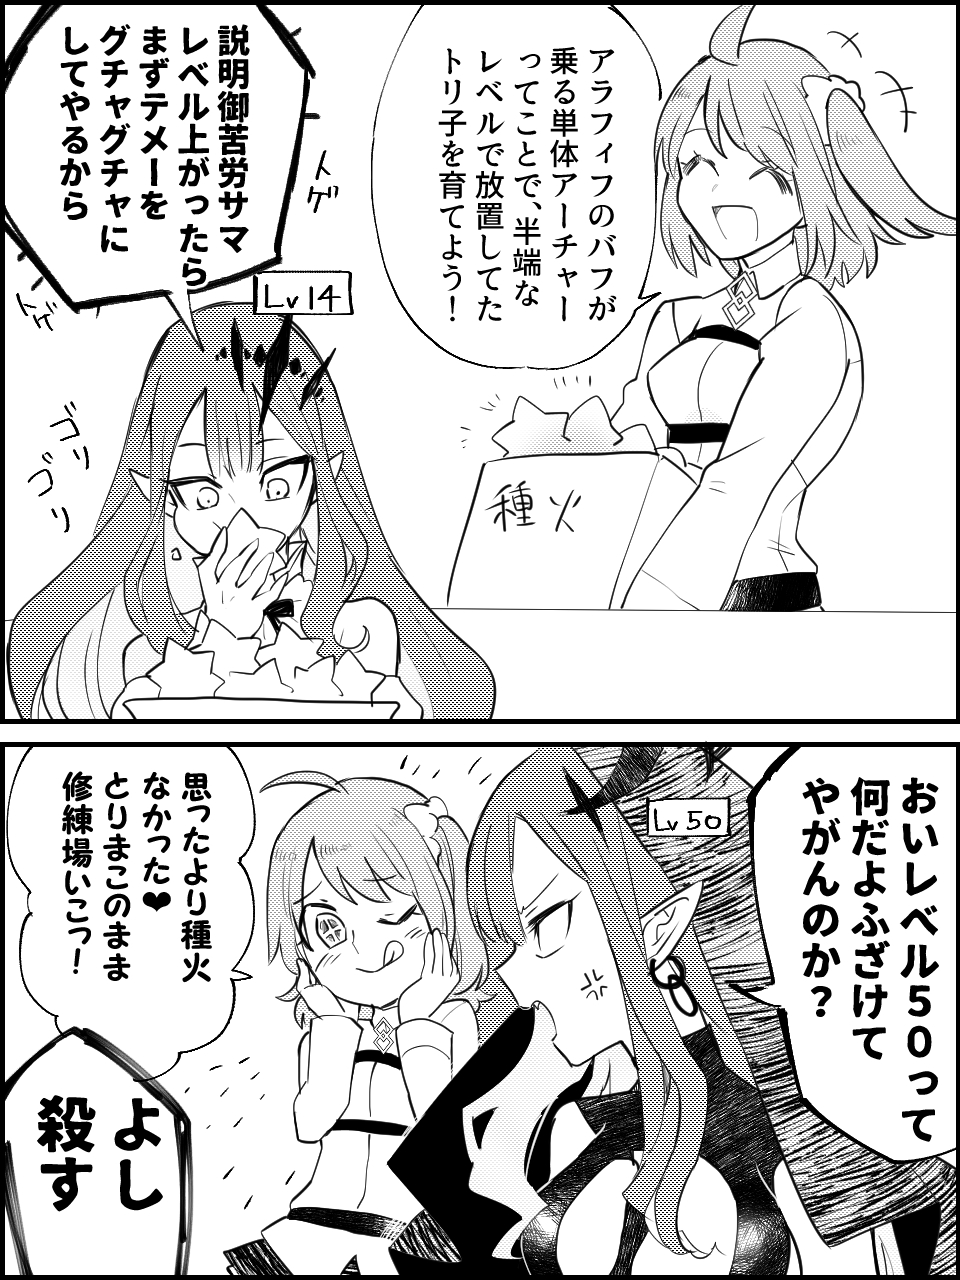 アラフィフのバフが
乗る単体アーチャー
ってことで、半端な
レベルで放置してた
トリ子を育てよう！
種火
説明御苦労サマ
レベル上がったら
まずテメーを
グチャグチャに
してやるから
トゲ
トゲ
Lv14
ゴリ
ゴリ
おいレベル50って
何だよふざけて
やがんのか？
Lv50
思ったより種火
なかった♥
とりまこのまま
修練場いこっ！
よし
殺す